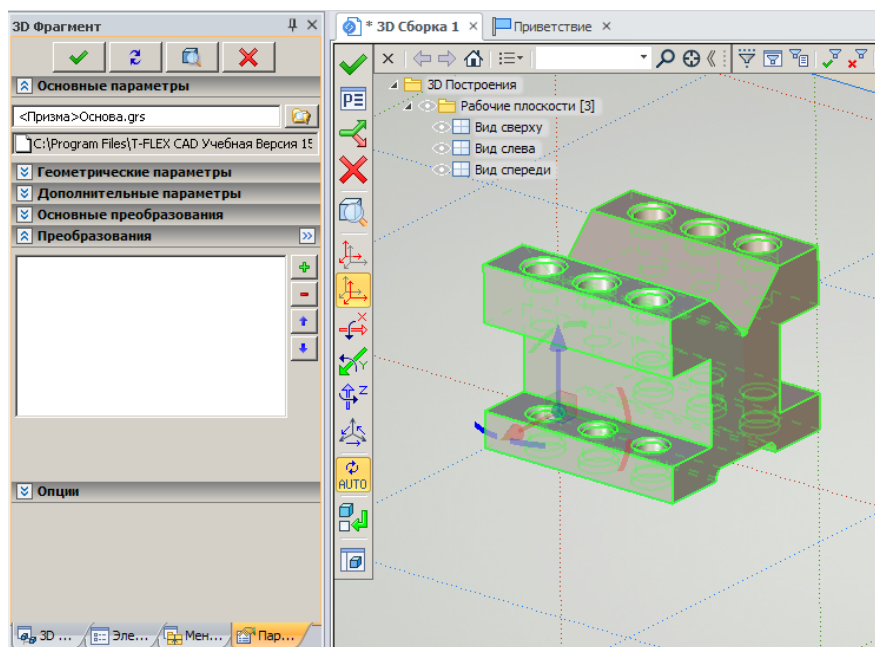 3D Фрагмент
Основные параметры
<Призма>Основа.grs
C:\Program Files\T-FLEX CAD Учебная Версия 15
Геометрические параметры
Дополнительные параметры
Основные преобразования
Преобразования
Опции
3D ...
Эле...
Мен...
Пар...
* 3D Сборка 1
Приветствие
3D Построения
Рабочие плоскости [3]
Вид сверху
Вид слева
Вид спереди
X
Y
Z
AUTO